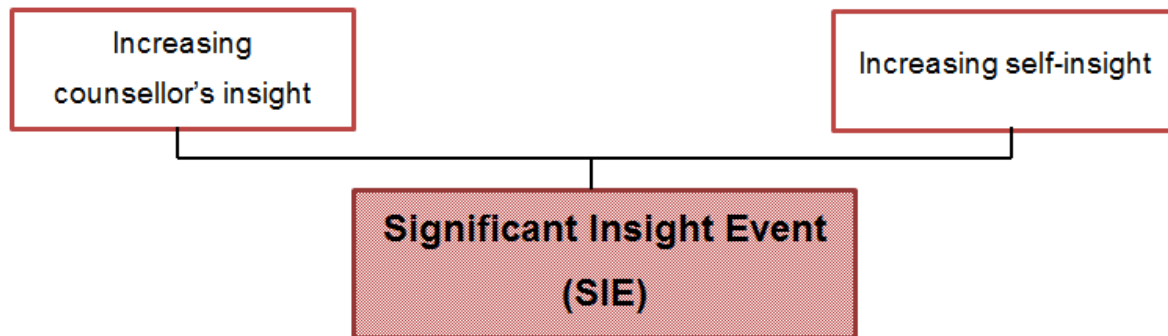 Increasing
counsellor's insight
Increasing self-insight
Significant Insight Event
(SIE)